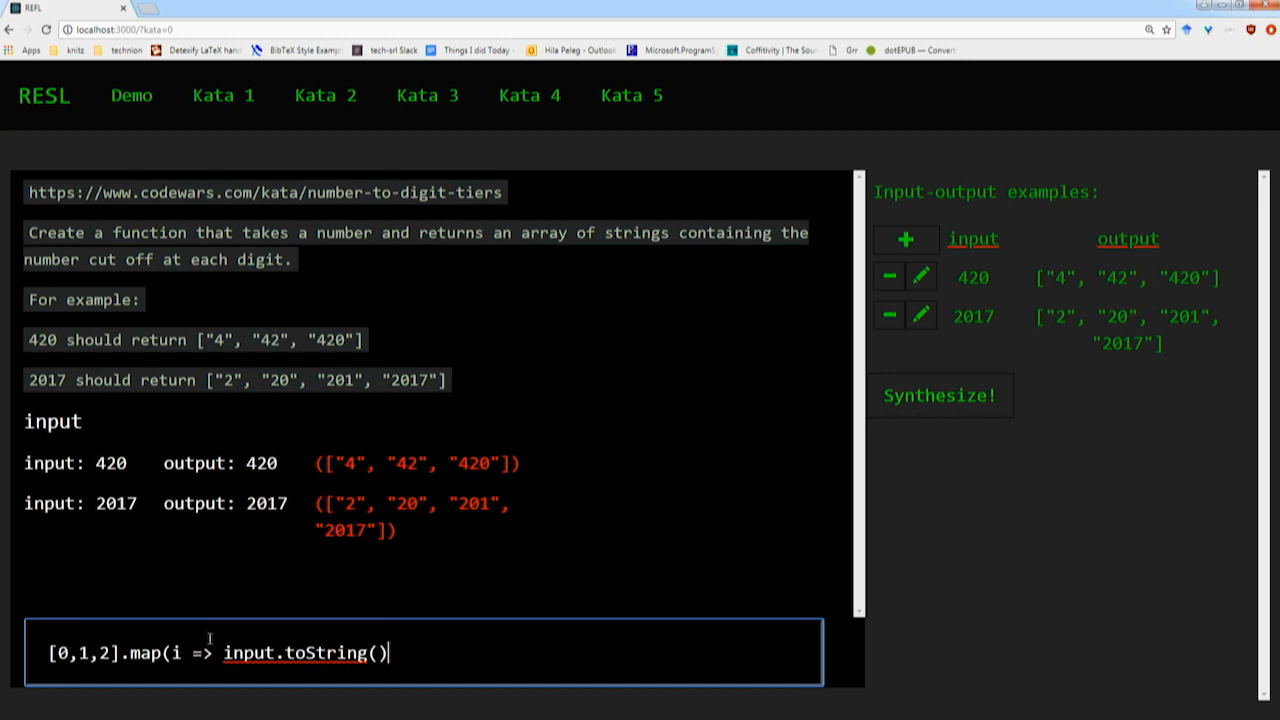 REFL
localhost:3000/?kata=0
Apps knitz technion Detexify LaTeX hand BibTeX Style Exampl tech-srl Slack Things I did Today - Hila Peleg - Outlook Microsoft.ProgramS Coffitivity | The Sou Grr dotEPUB — Convert
RESL Demo Kata 1 Kata 2 Kata 3 Kata 4 Kata 5
https://www.codewars.com/kata/number-to-digit-tiers
Create a function that takes a number and returns an array of strings containing the
number cut off at each digit.
For example:
420 should return ["4", "42", "420"]
2017 should return ["2", "20", "201", "2017"]
input
input: 420 output: 420 (["4", "42", "420"])
input: 2017 output: 2017 (["2", "20", "201",
"2017"])
[0,1,2].map(i => input.toString()
Input-output examples:
+ input output
420 ["4", "42", "420"]
2017 ["2", "20", "201",
"2017"]
Synthesize!